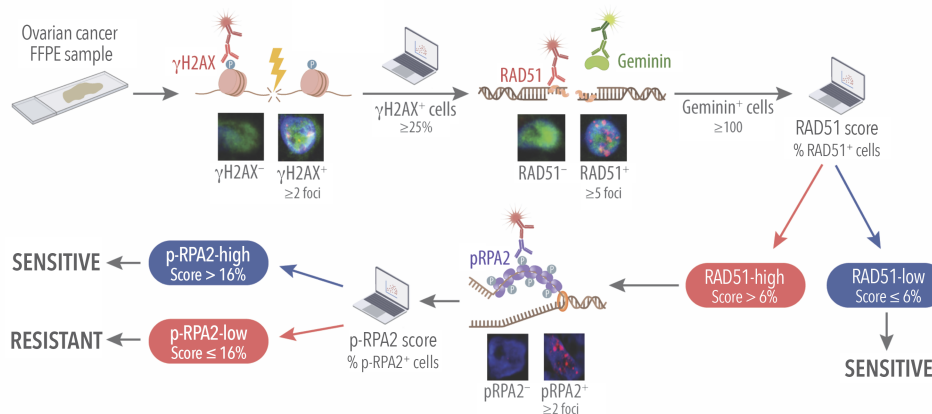 Ovarian cancer
FFPE sample
γH2AX
P
P
γH2AX⁻
γH2AX⁺
≥2 foci
γH2AX⁺ cells
≥25%
RAD51
Geminin
RAD51⁻
RAD51⁺
≥5 foci
Geminin⁺ cells
≥100
RAD51 score
% RAD51⁺ cells
RAD51-high
Score > 6%
RAD51-low
Score ≤ 6%
SENSITIVE
pRPA2
P
P
P
P
P
P
pRPA2⁻
pRPA2⁺
≥2 foci
p-RPA2 score
% p-RPA2⁺ cells
p-RPA2-high
Score > 16%
SENSITIVE
p-RPA2-low
Score ≤ 16%
RESISTANT